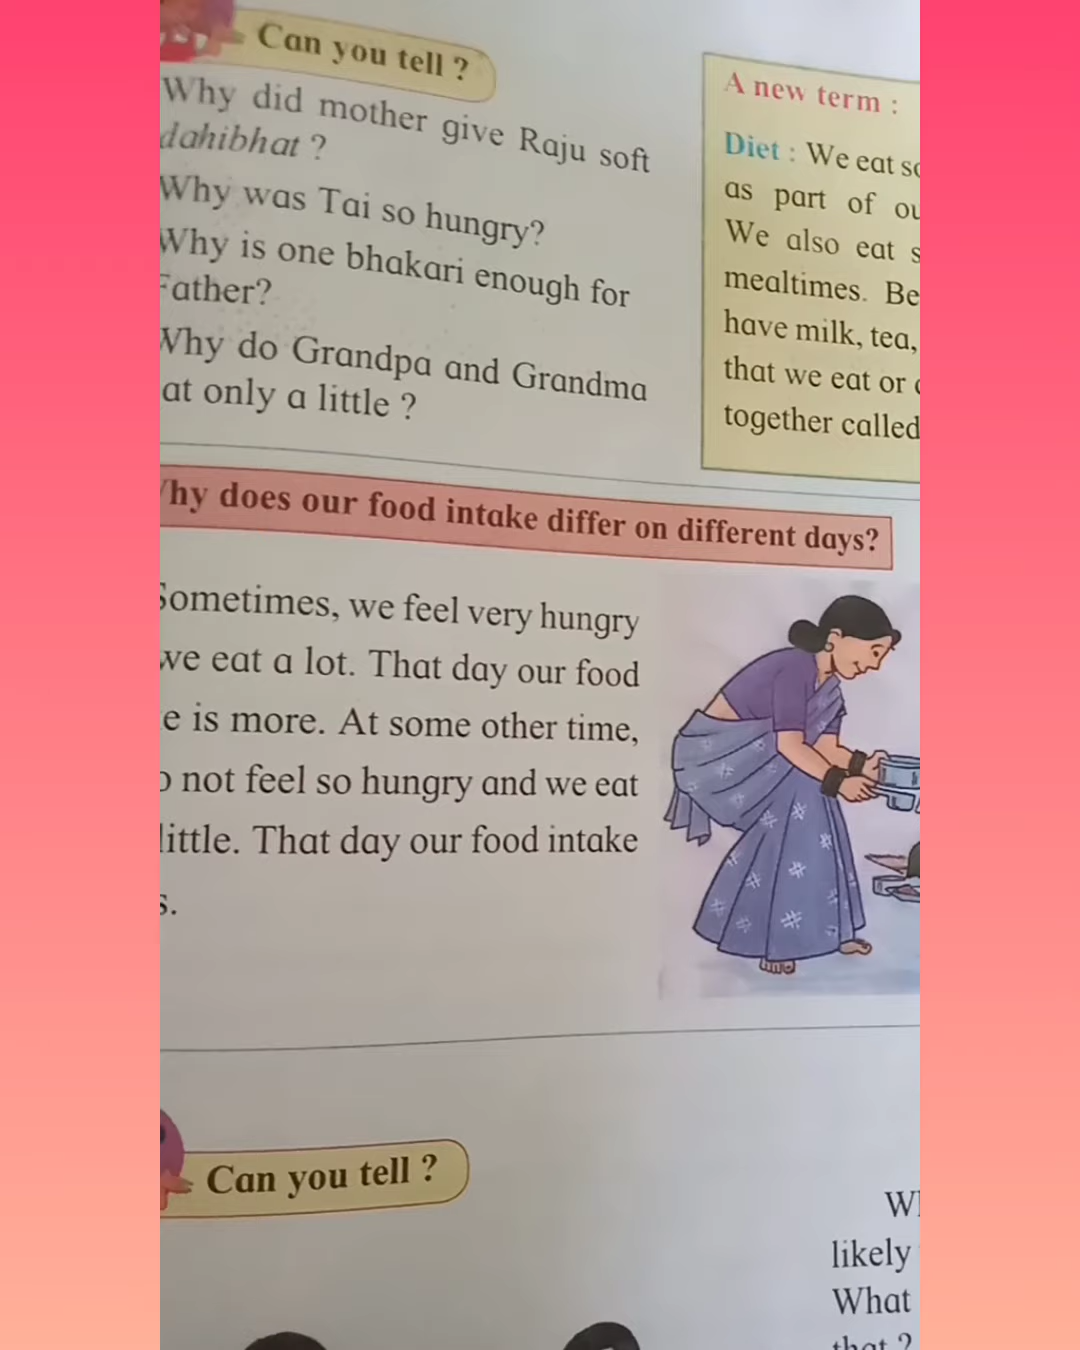 Can you tell ?
Why did mother give Raju soft
dahibhat ?
Why was Tai so hungry?
Why is one bhakari enough for
Father?
Why do Grandpa and Grandma
at only a little ?
A new term :
Diet : We eat so
as part of ou
We also eat s
mealtimes. Be
have milk, tea,
that we eat or
together called
Why does our food intake differ on different days?
Sometimes, we feel very hungry
we eat a lot. That day our food
e is more. At some other time,
o not feel so hungry and we eat
little. That day our food intake
s.
Can you tell ?
likely
What
that ?